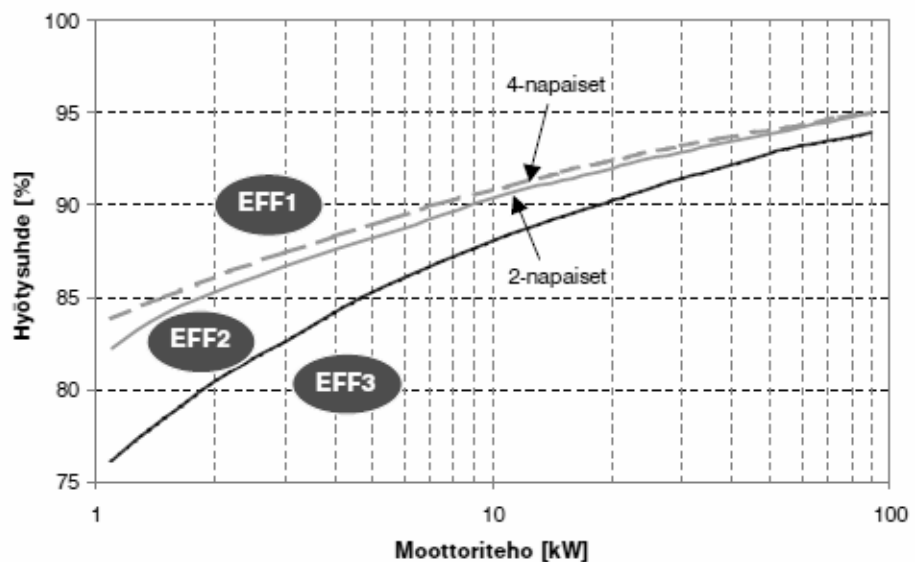 100
95
90
85
80
75
Hyötysuhde [%]
4-napaiset
EFF1
2-napaiset
EFF2
EFF3
1
10
100
Moottoriteho [kW]